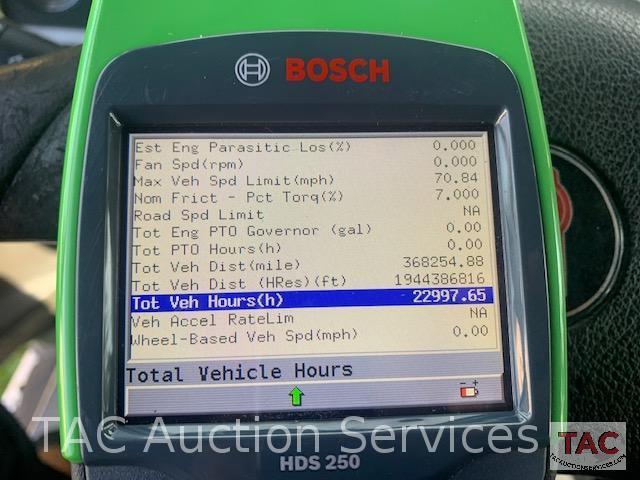 BOSCH
Est Eng Parasitic Los(%) 0.000
Fan Spd(rpm) 0.000
Max Veh Spd Limit(mph) 70.84
Nom Frict - Pct Torq(%) 7.000
Road Spd Limit NA
Tot Eng PTO Governor (gal) 0.00
Tot PTO Hours(h) 0.00
Tot Veh Dist(mile) 368254.88
Tot Veh Dist (HRes)(ft) 1944386816
Tot Veh Hours(h) 22997.65
Veh Accel RateLim NA
Wheel-Based Veh Spd(mph) 0.00
Total Vehicle Hours
TAC Auction Services
HDS 250
TAC
TACAUCTIONSERVICES.COM